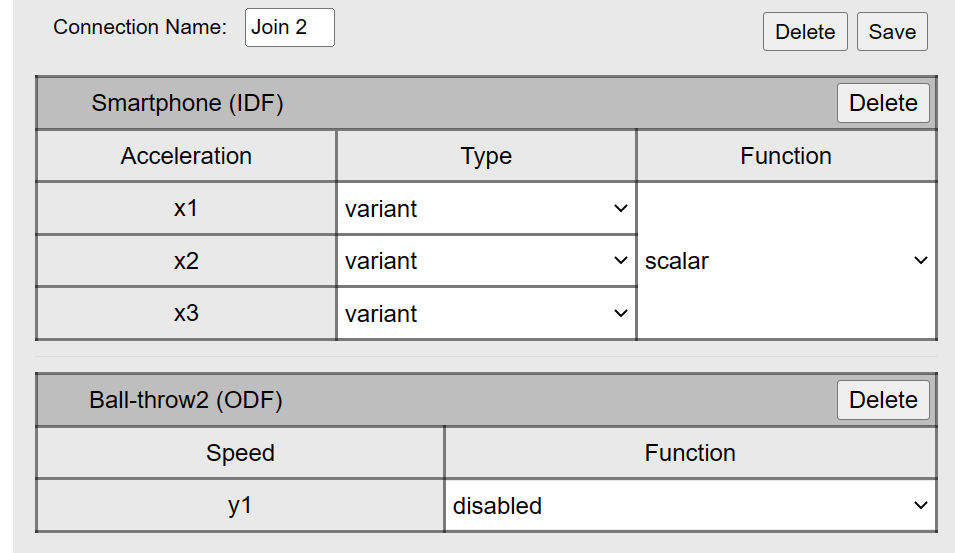 Connection Name: Join 2 Delete Save
Smartphone (IDF) Delete
Acceleration Type Function
x1 variant
x2 variant scalar
x3 variant
Ball-throw2 (ODF) Delete
Speed Function
y1 disabled